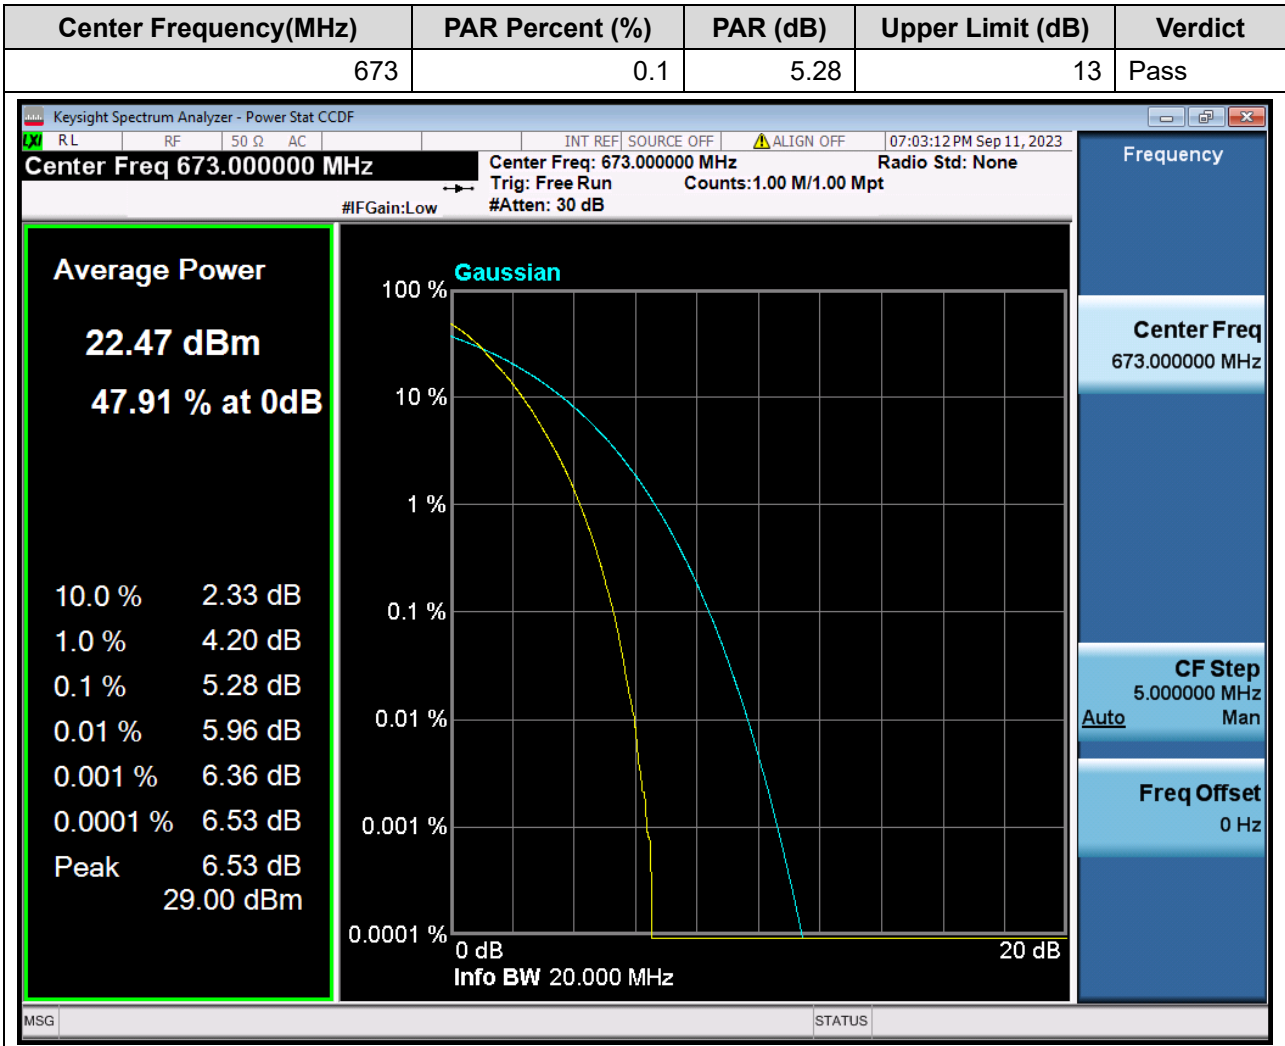 Center Frequency(MHz) PAR Percent (%) PAR (dB) Upper Limit (dB) Verdict
673 0.1 5.28 13 Pass
Keysight Spectrum Analyzer - Power Stat CCDF
LXI RL RF 50 Ω AC INT REF SOURCE OFF ALIGN OFF 07:03:12 PM Sep 11, 2023
Center Freq 673.000000 MHz
Center Freq: 673.000000 MHz Radio Std: None
Trig: Free Run Counts:1.00 M/1.00 Mpt
#IFGain:Low #Atten: 30 dB
Frequency
Average Power
22.47 dBm
47.91 % at 0dB
10.0 % 2.33 dB
1.0 % 4.20 dB
0.1 % 5.28 dB
0.01 % 5.96 dB
0.001 % 6.36 dB
0.0001 % 6.53 dB
Peak 6.53 dB
29.00 dBm
Gaussian
100 %
10 %
1 %
0.1 %
0.01 %
0.001 %
0.0001 %
0 dB 20 dB
Info BW 20.000 MHz
Center Freq
673.000000 MHz
CF Step
5.000000 MHz
Auto Man
Freq Offset
0 Hz
MSG STATUS